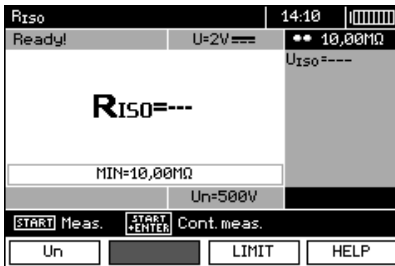 RISO 14:10
Ready! U=2V 10,00MΩ
UISO=---
RISO=---
MIN=10,00MΩ
Un=500V
START Meas. START +ENTER Cont. meas.
Un LIMIT HELP